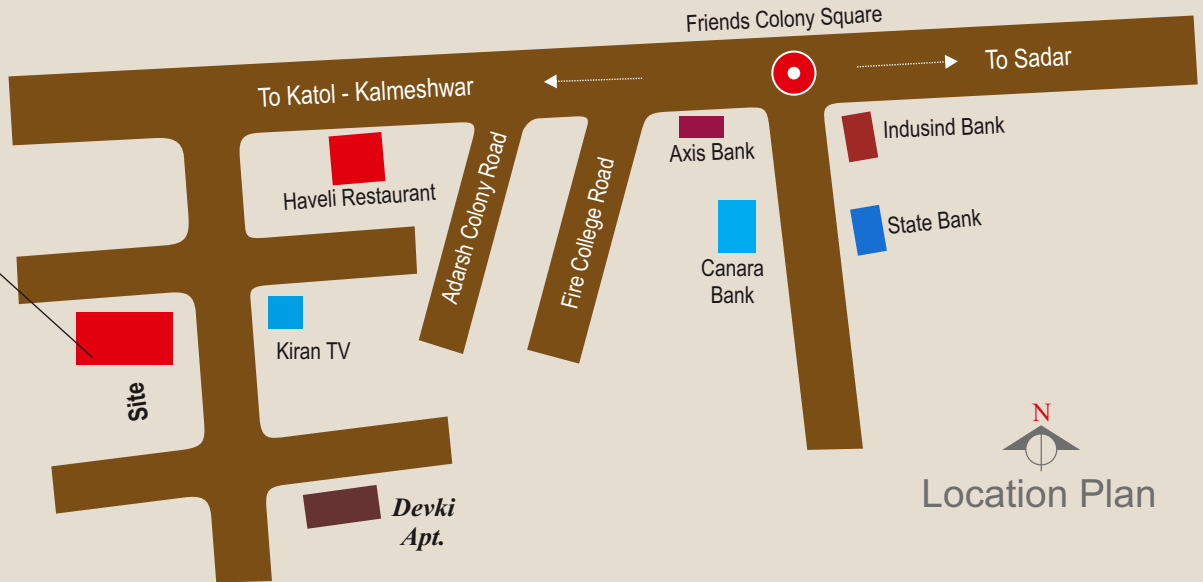 Friends Colony Square
To Katol - Kalmeshwar
To Sadar
Haveli Restaurant
Adarsh Colony Road
Fire College Road
Axis Bank
Indusind Bank
State Bank
Canara
Bank
Kiran TV
Site
Devki
Apt.
N
Location Plan